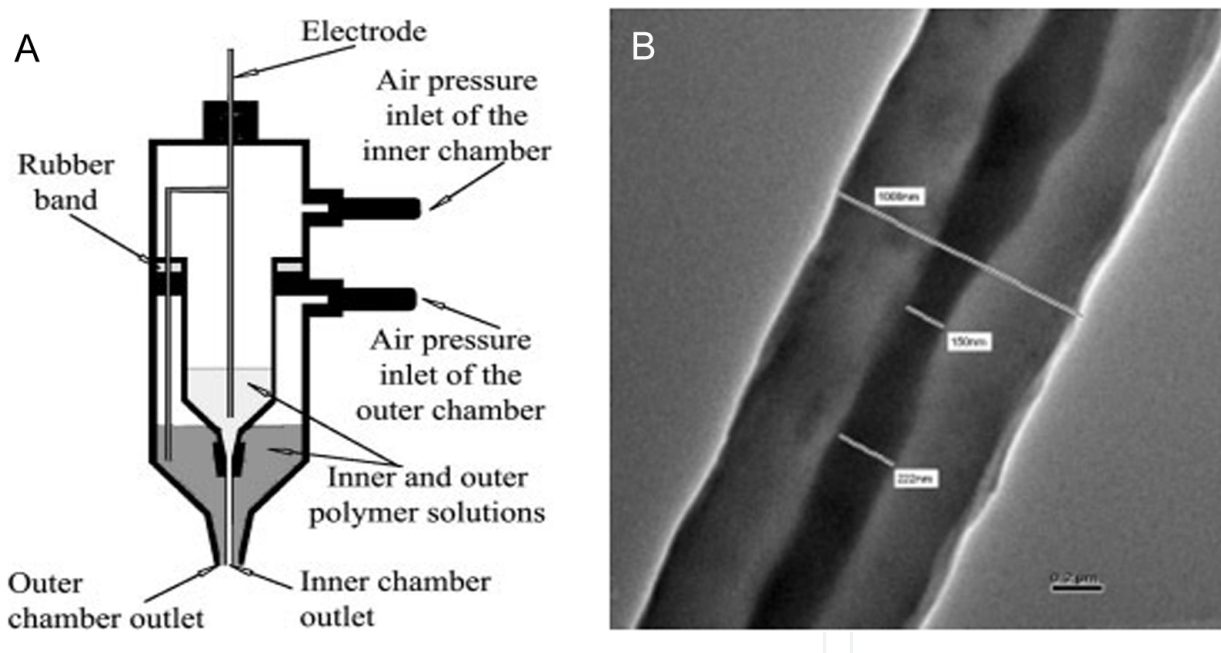 A
Electrode
Air pressure
inlet of the
inner chamber
Rubber
band
Air pressure
inlet of the
outer chamber
Inner and outer
polymer solutions
Outer
chamber outlet
Inner chamber
outlet
B
1000nm
150nm
222nm
0.2 µm